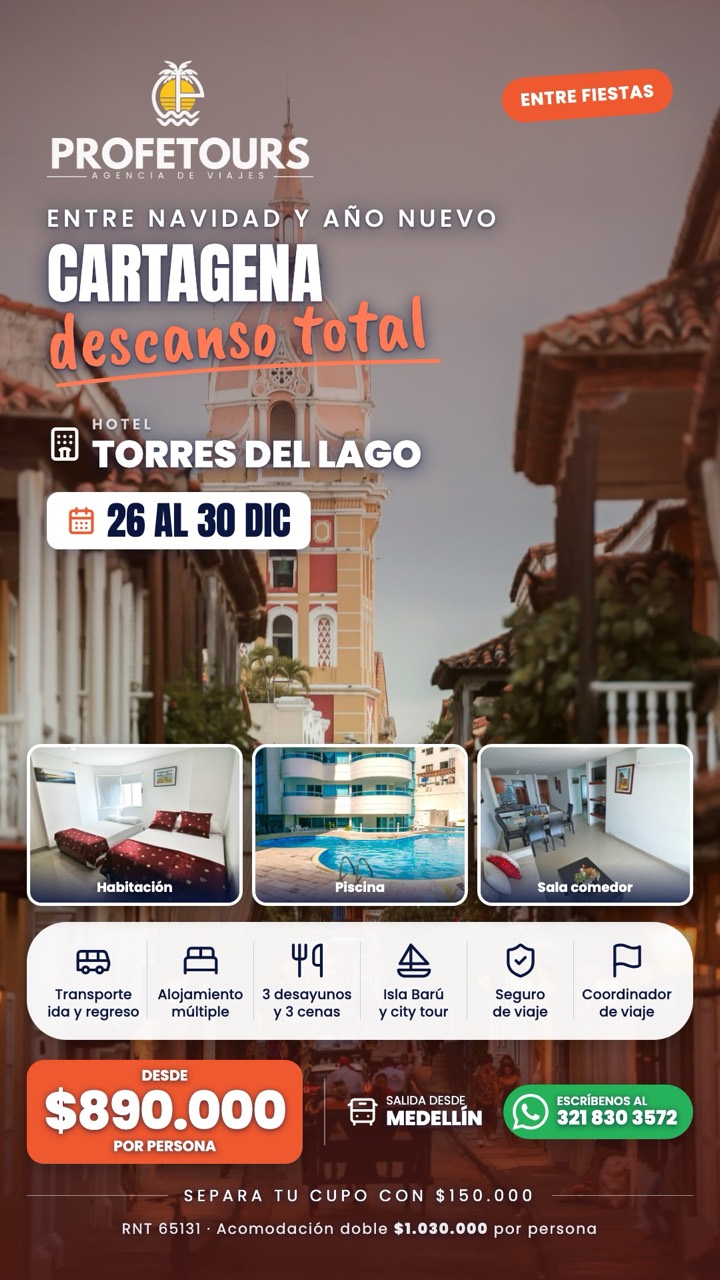 ENTRE FIESTAS
PROFETOURS
AGENCIA DE VIAJES
ENTRE NAVIDAD Y AÑO NUEVO
CARTAGENA
descanso total
HOTEL
TORRES DEL LAGO
26 AL 30 DIC
Habitación
Piscina
Sala comedor
Transporte
ida y regreso
Alojamiento
múltiple
3 desayunos
y 3 cenas
Isla Barú
y city tour
Seguro
de viaje
Coordinador
de viaje
DESDE
$890.000
POR PERSONA
SALIDA DESDE
MEDELLÍN
ESCRÍBENOS AL
321 830 3572
SEPARA TU CUPO CON $150.000
RNT 65131 · Acomodación doble $1.030.000 por persona